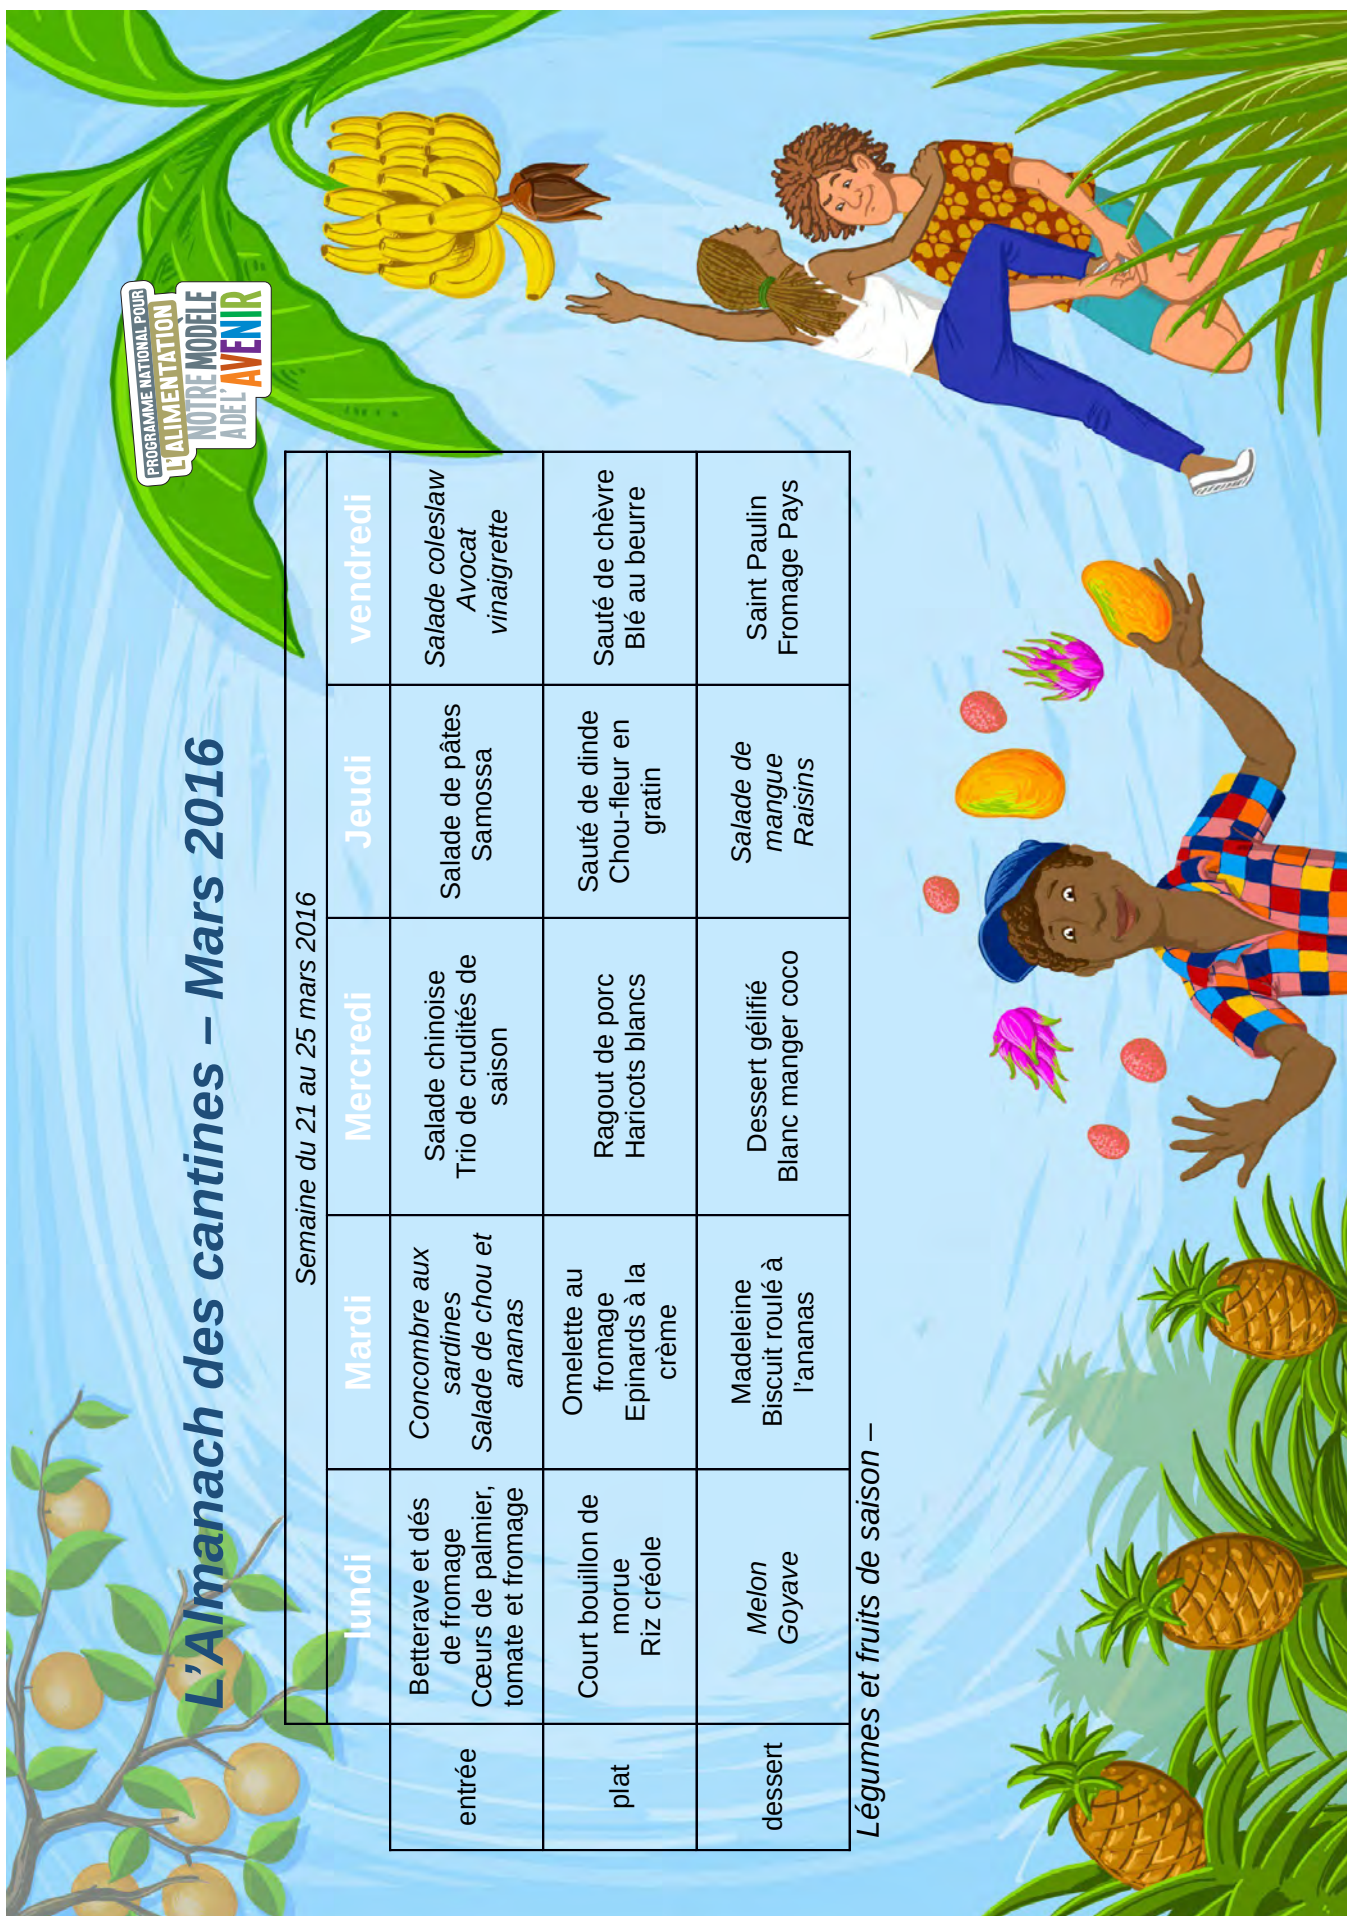 PROGRAMME NATIONAL POUR
L'ALIMENTATION
NOTRE MODÈLE
A DE L'AVENIR
L'Almanach des cantines – Mars 2016
Semaine du 21 au 25 mars 2016
lundi
Mardi
Mercredi
Jeudi
vendredi
entrée
Betterave et dés
de fromage
Cœurs de palmier,
tomate et fromage
Concombre aux
sardines
Salade de chou et
ananas
Salade chinoise
Trio de crudités de
saison
Salade de pâtes
Samossa
Salade coleslaw
Avocat
vinaigrette
plat
Court bouillon de
morue
Riz créole
Omelette au
fromage
Epinards à la
crème
Ragout de porc
Haricots blancs
Sauté de dinde
Chou-fleur en
gratin
Sauté de chèvre
Blé au beurre
dessert
Melon
Goyave
Madeleine
Biscuit roulé à
l'ananas
Dessert gélifié
Blanc manger coco
Salade de
mangue
Raisins
Saint Paulin
Fromage Pays
Légumes et fruits de saison –